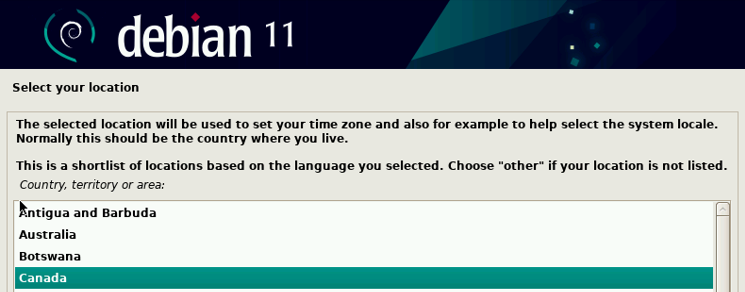 debian 11
Select your location
The selected location will be used to set your time zone and also for example to help select the system locale.
Normally this should be the country where you live.
This is a shortlist of locations based on the language you selected. Choose "other" if your location is not listed.
Country, territory or area:
Antigua and Barbuda
Australia
Botswana
Canada